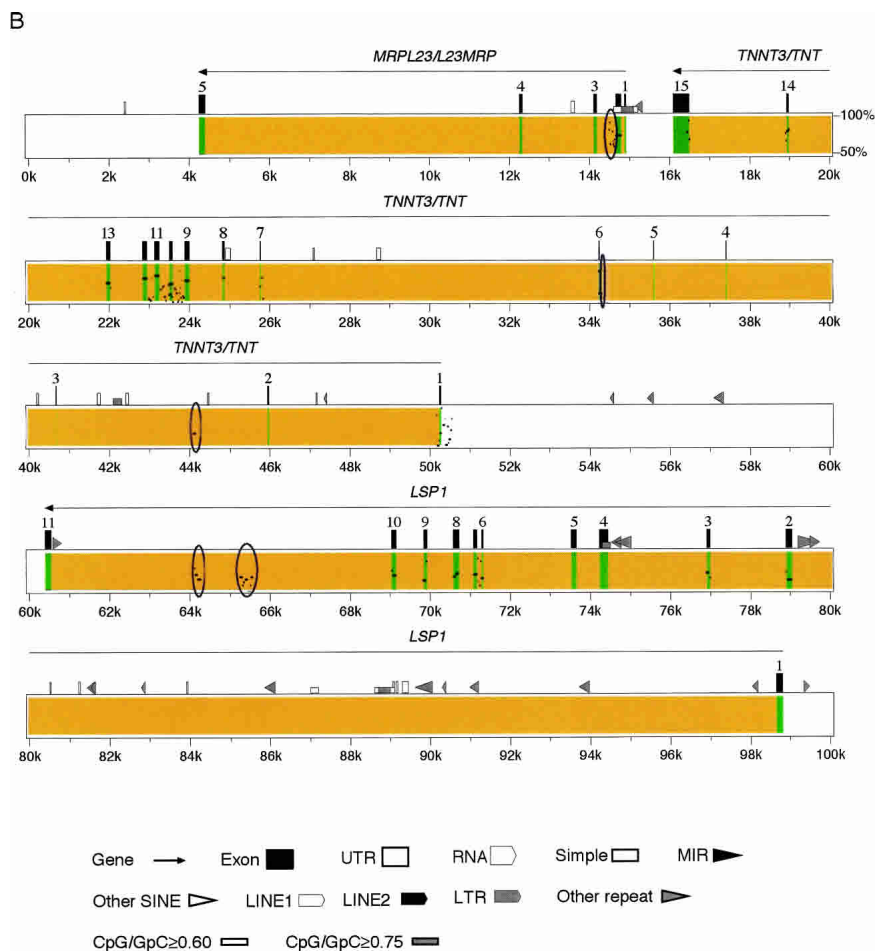 B
MRPL23/L23MRP TNNT3/TNT
5 4 3 1 15 14
100%
50%
0k 2k 4k 6k 8k 10k 12k 14k 16k 18k 20k
TNNT3/TNT
13 11 9 8 7 6 5 4
20k 22k 24k 26k 28k 30k 32k 34k 36k 38k 40k
TNNT3/TNT
3 2 1
40k 42k 44k 46k 48k 50k 52k 54k 56k 58k 60k
LSP1
11 10 9 8 6 5 4 3 2
60k 62k 64k 66k 68k 70k 72k 74k 76k 78k 80k
LSP1
1
80k 82k 84k 86k 88k 90k 92k 94k 96k 98k 100k
Gene Exon UTR RNA Simple MIR
Other SINE LINE1 LINE2 LTR Other repeat
CpG/GpC≥0.60 CpG/GpC≥0.75